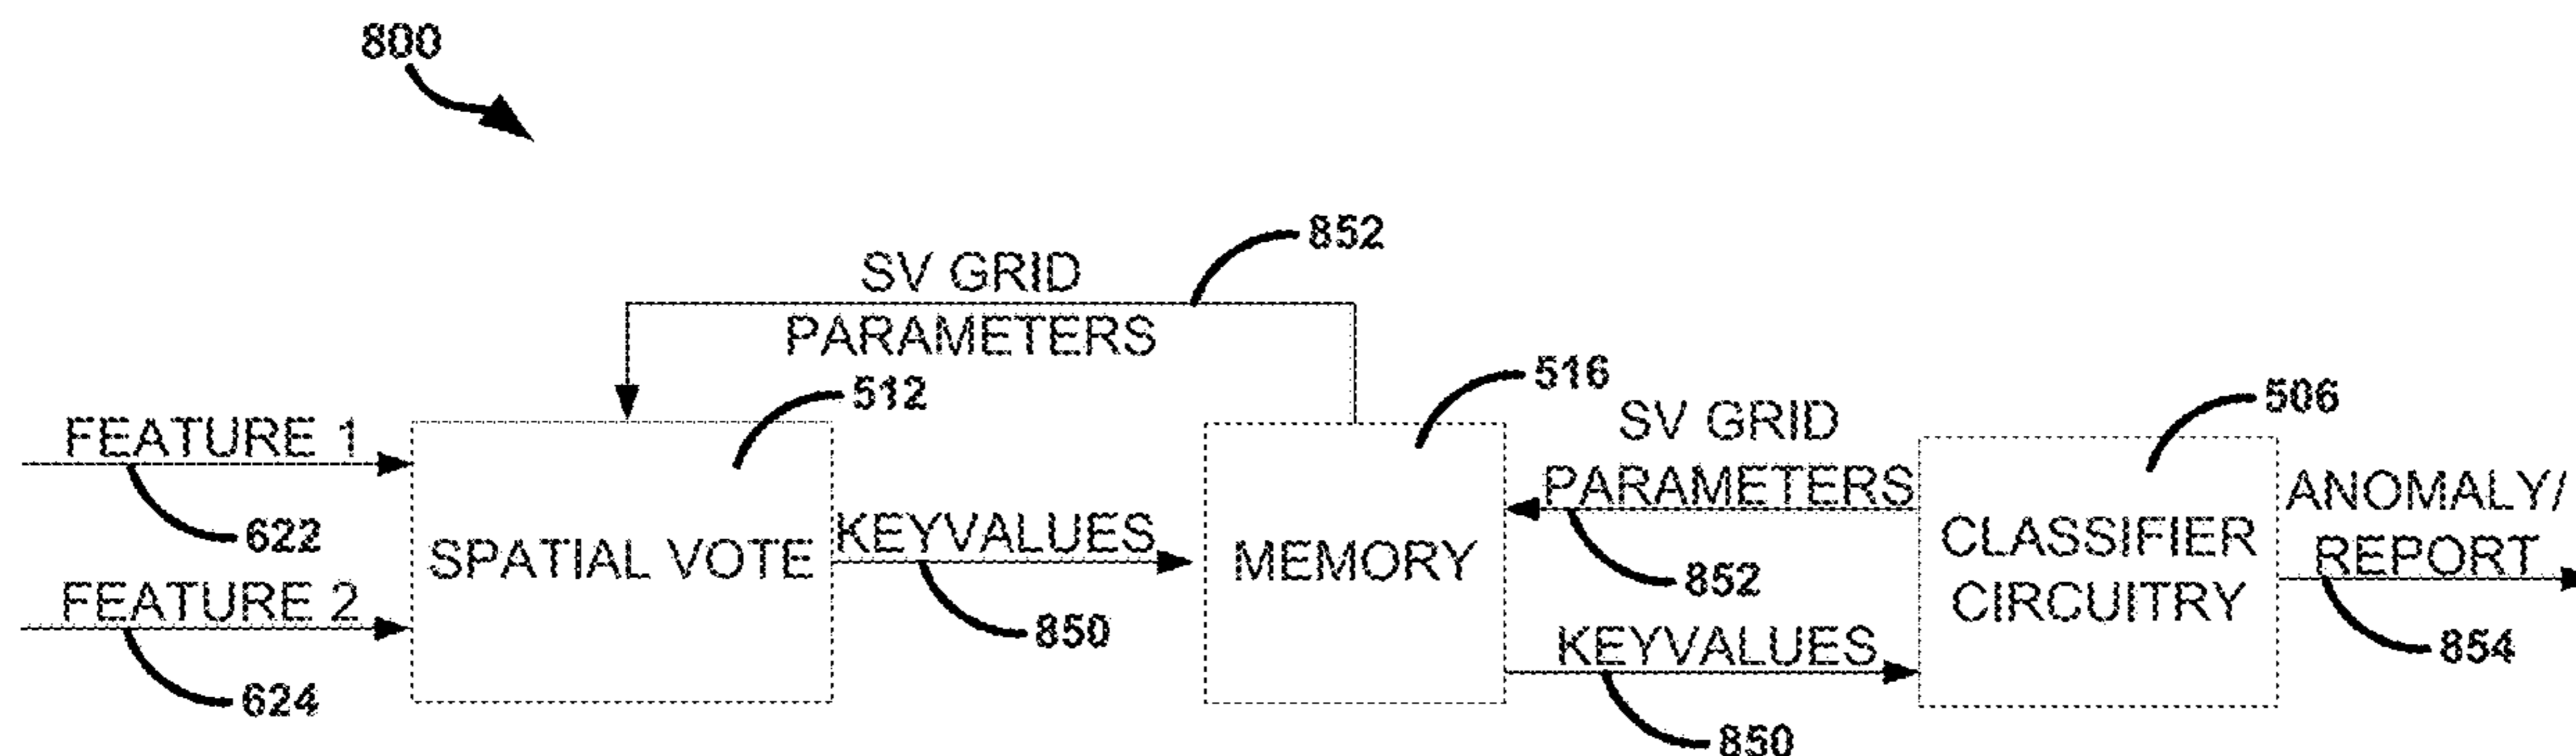 800
SV GRID
PARAMETERS
852
FEATURE 1
622
FEATURE 2
624
512
SPATIAL VOTE
KEYVALUES
850
516
MEMORY
SV GRID
PARAMETERS
852
KEYVALUES
850
506
CLASSIFIER
CIRCUITRY
ANOMALY/
REPORT
854